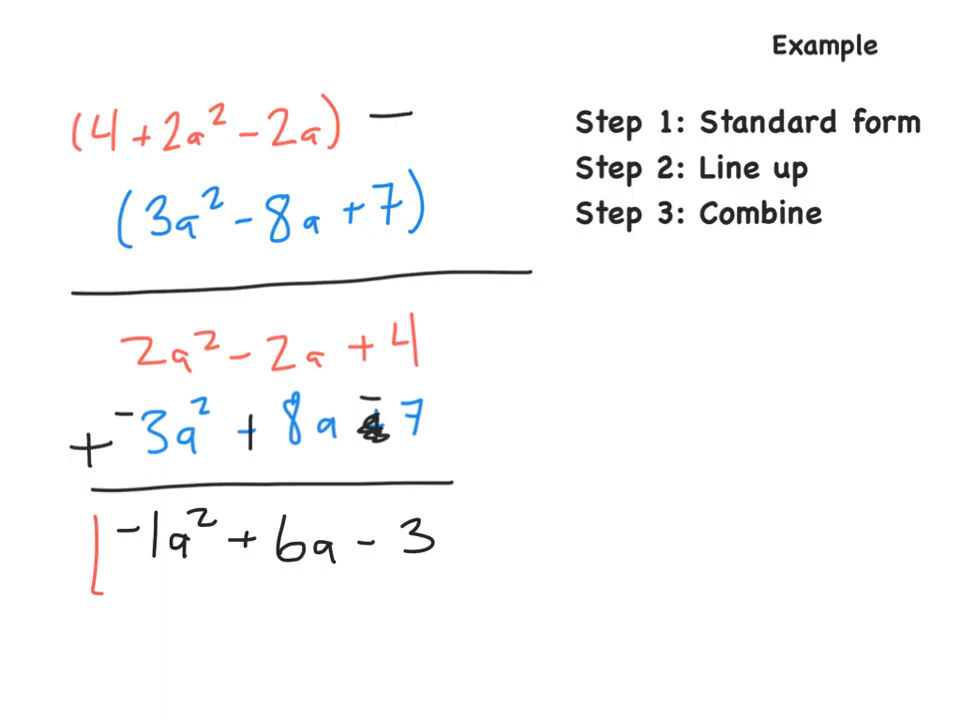 Example
(4 + 2a² - 2a) -
(3a² - 8a + 7)
Step 1: Standard form
Step 2: Line up
Step 3: Combine
2a² - 2a + 4
+ -3a² + 8a - 7
-1a² + 6a - 3